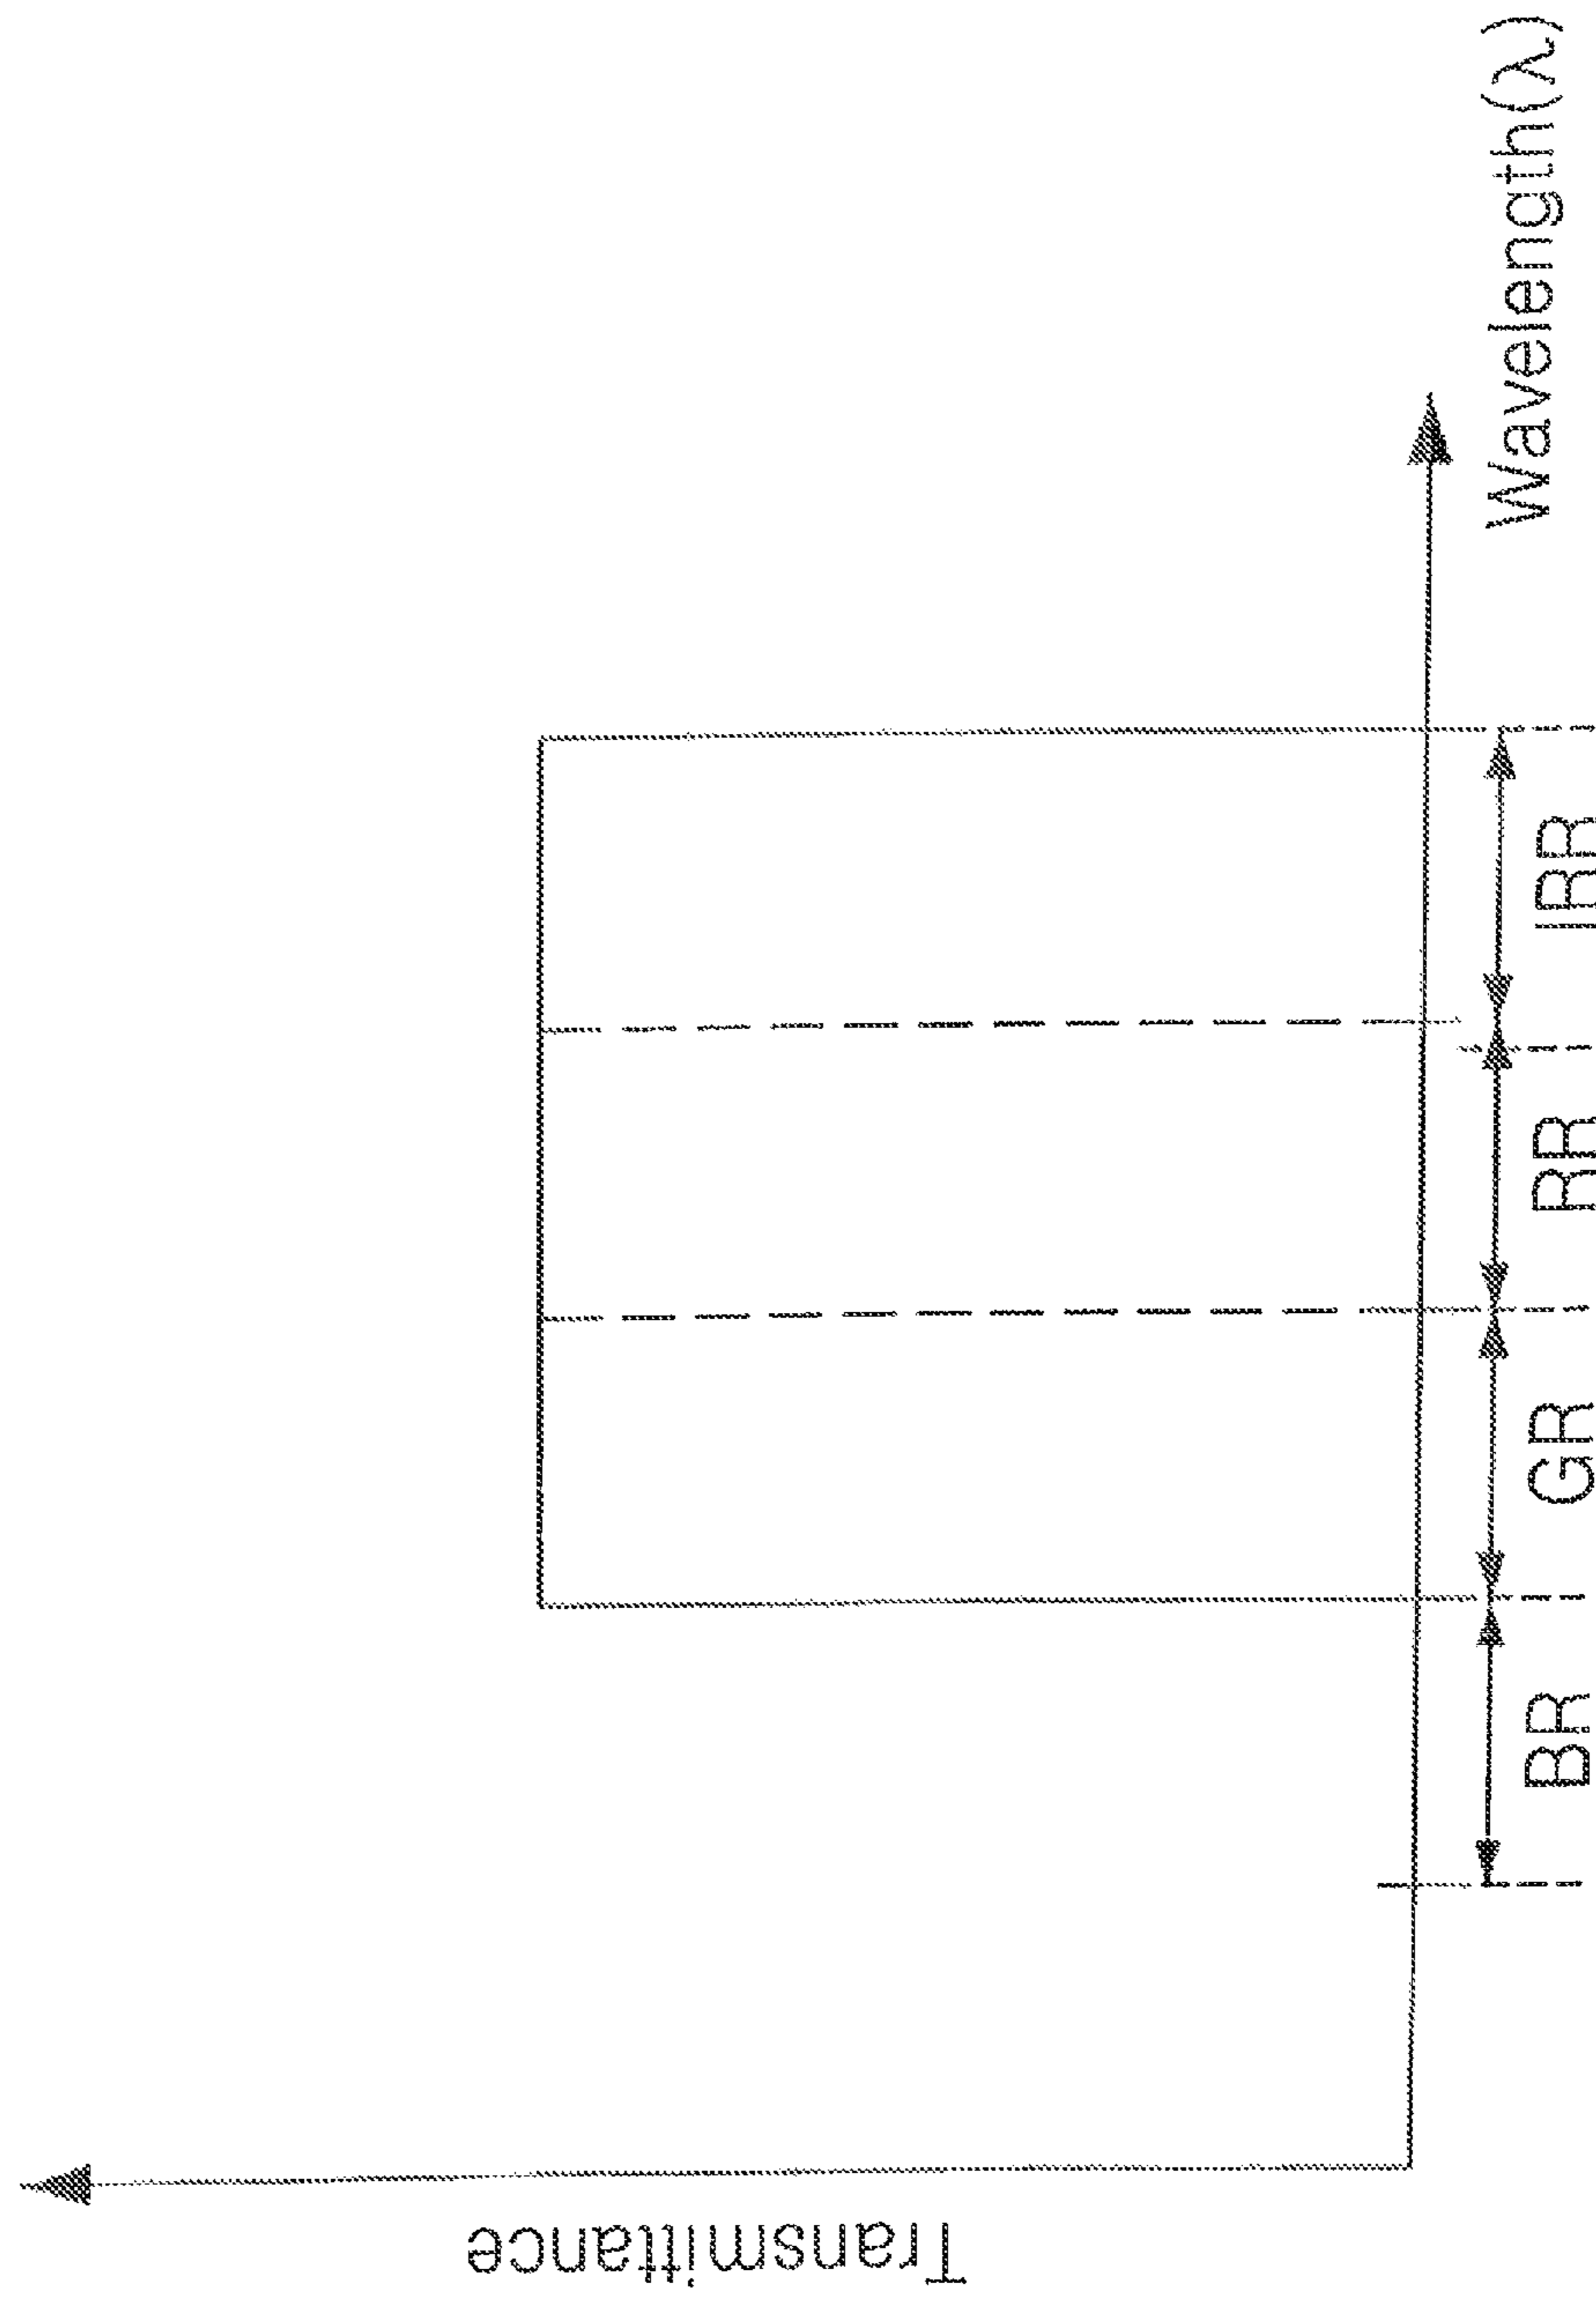 Transmittance
BR
GR
RR
IRR
Wavelength(λ)